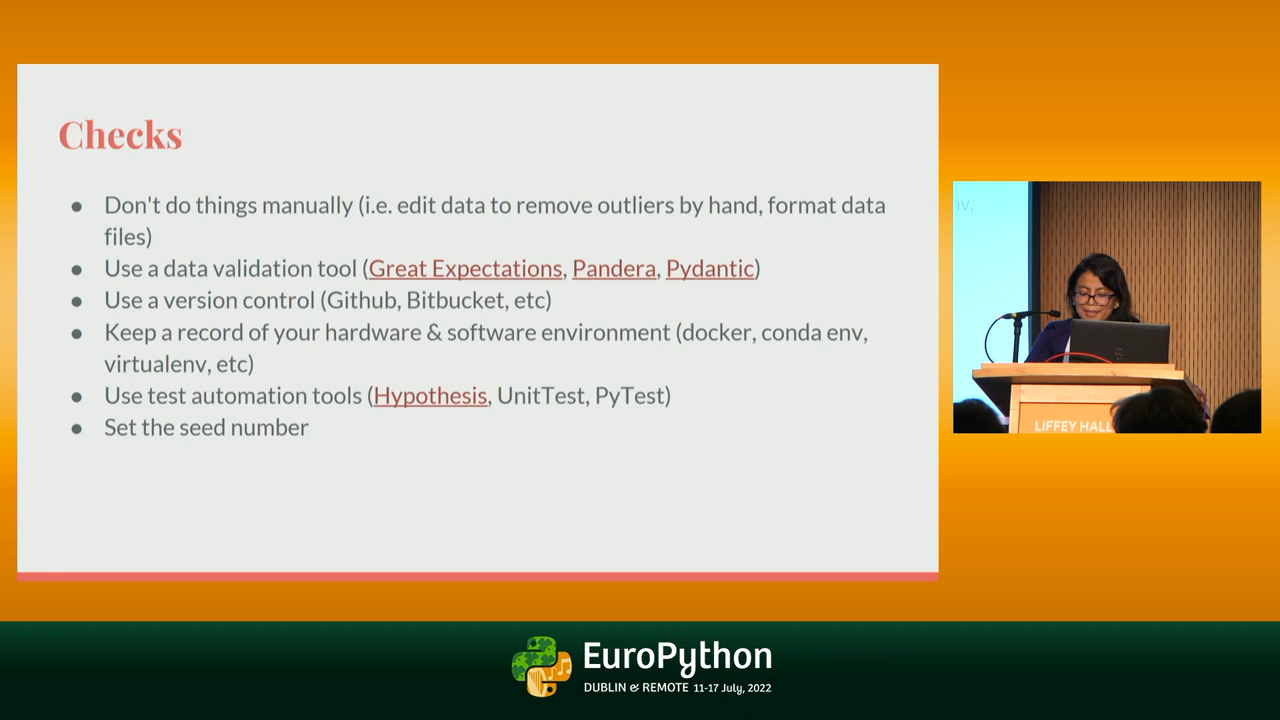 Checks
● Don't do things manually (i.e. edit data to remove outliers by hand, format data
files)
● Use a data validation tool (Great Expectations, Pandera, Pydantic)
● Use a version control (Github, Bitbucket, etc)
● Keep a record of your hardware & software environment (docker, conda env,
virtualenv, etc)
● Use test automation tools (Hypothesis, UnitTest, PyTest)
● Set the seed number
nv,
LIFFEY HALL
EuroPython
DUBLIN & REMOTE 11-17 July, 2022